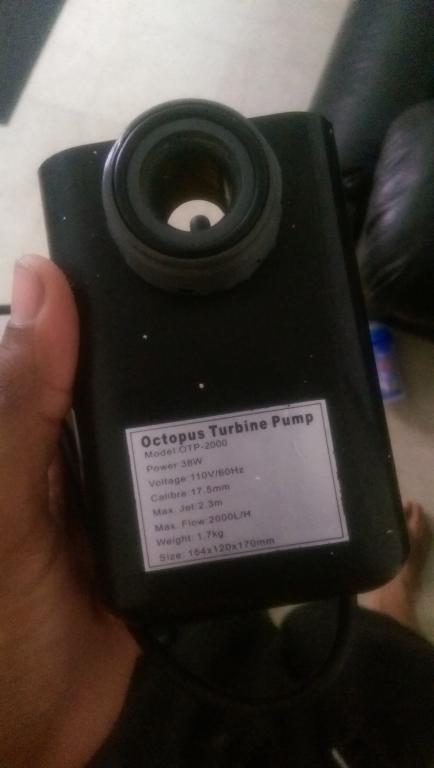 Octopus Turbine Pump
Model:OTP-2000
Power:38W
Voltage:110V/60Hz
Calibre:17.5mm
Max. Jet:2.3m
Max. Flow:2000L/H
Weight: 1.7kg
Size: 154x120x170mm